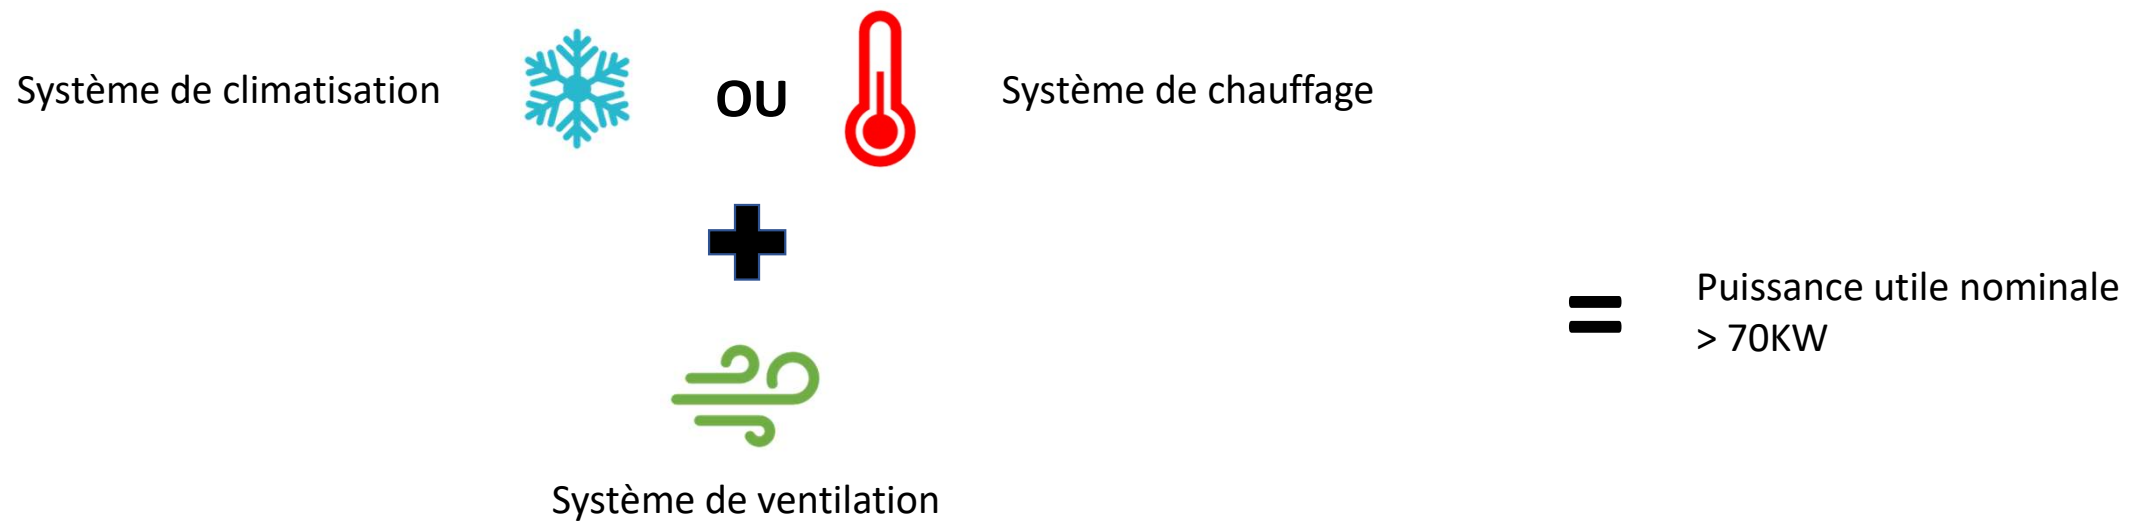 Système de climatisation
OU
Système de chauffage
=
Puissance utile nominale
> 70KW
Système de ventilation